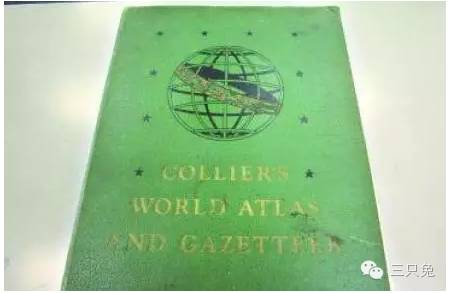 COLLIER'S
WORLD ATLAS
AND GAZETTEER
三只兔